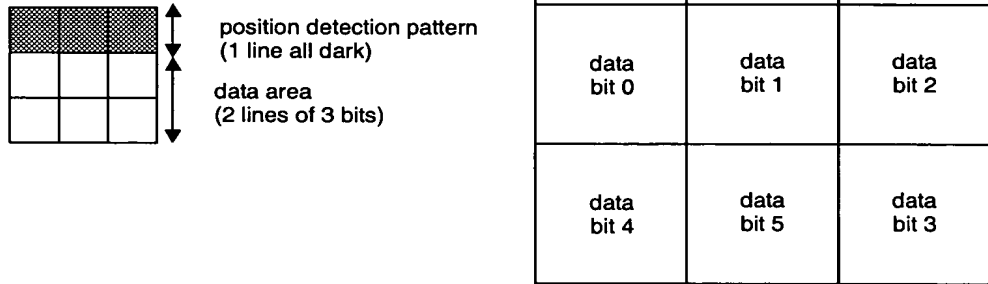 position detection pattern
(1 line all dark)
data area
(2 lines of 3 bits)
data
bit 0
data
bit 1
data
bit 2
data
bit 4
data
bit 5
data
bit 3